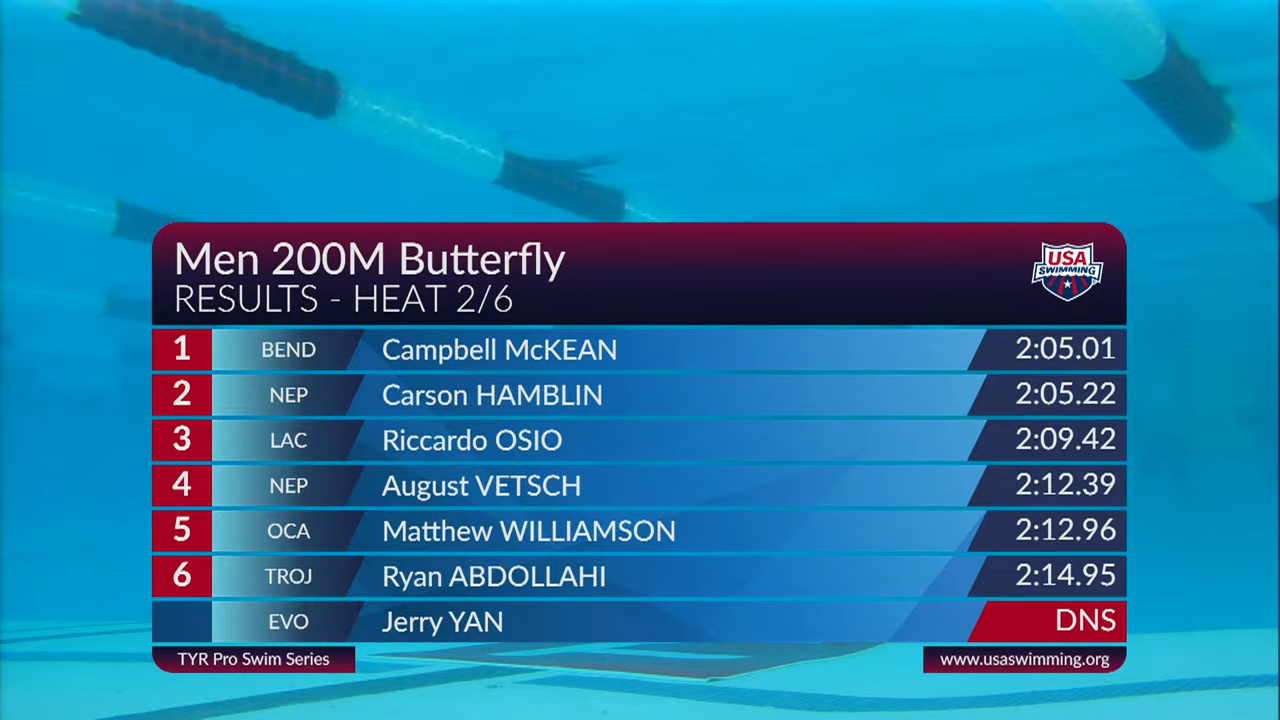 Men 200M Butterfly
RESULTS - HEAT 2/6
USA
SWIMMING
1 BEND Campbell McKEAN 2:05.01
2 NEP Carson HAMBLIN 2:05.22
3 LAC Riccardo OSIO 2:09.42
4 NEP August VETSCH 2:12.39
5 OCA Matthew WILLIAMSON 2:12.96
6 TROJ Ryan ABDOLLAHI 2:14.95
EVO Jerry YAN DNS
TYR Pro Swim Series www.usaswimming.org